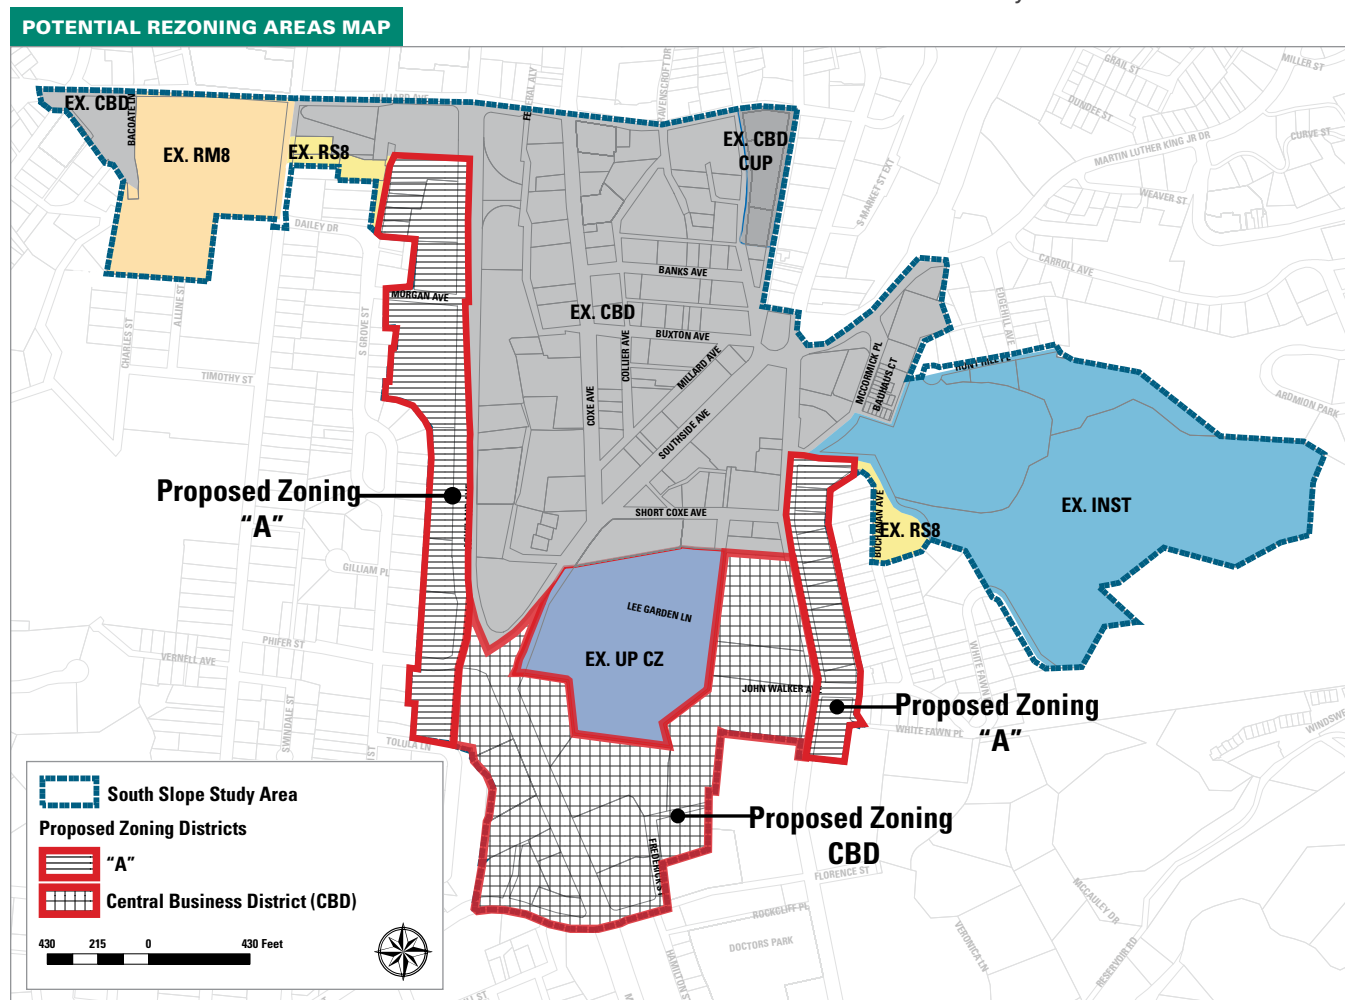 POTENTIAL REZONING AREAS MAP
GRAIL ST
MILLER ST
DUNDEE ST
CURVE ST
MARTIN LUTHER KING JR DR
WEAVER ST
S MARKET ST EXT
CARROLL AVE
EDGEHILL AVE
ARDMION PARK
EX. CBD
BACOATE LN
EX. RM8
HILLIARD AVE
EX. RS8
EX. CBD
CUP
DAILEY DR
BANKS AVE
MORGAN AVE
EX. CBD
BUXTON AVE
COLLIER AVE
MILLARD AVE
COXE AVE
SOUTHSIDE AVE
MCCORMICK PL
BAUHAUS CT
ALLINE ST
CHARLES ST
S GROVE ST
TIMOTHY ST
Proposed Zoning
“A”
SHORT COXE AVE
BUCHANAN AVE
EX. RS8
EX. INST
GILLIAM PL
LEE GARDEN LN
EX. UP CZ
PHIFER ST
VERNELL AVE
JOHN WALKER AVE
Proposed Zoning
“A”
WHITE FAWN PL
SWINDALE ST
TOLULA LN
Proposed Zoning
CBD
FREDERICK ST
FLORENCE ST
ROCKCLIFF PL
DOCTORS PARK
HAMILTON ST
VERONICA LN
MCCAULEY DR
RESERVOIR RD
South Slope Study Area
Proposed Zoning Districts
“A”
Central Business District (CBD)
430 215 0 430 Feet